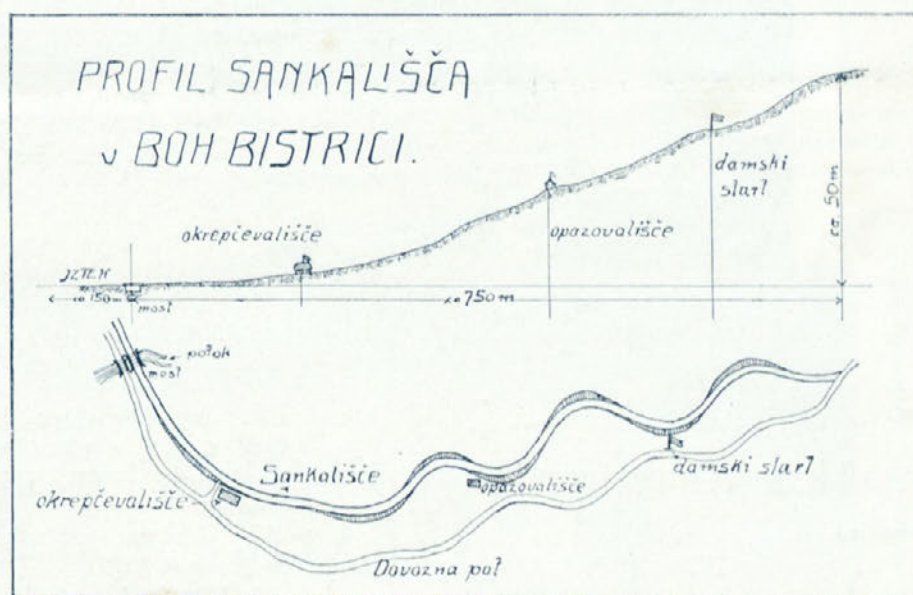 PROFIL SANKALIŠČA
v BOH BISTRICI.
damski
start
ca 50m
okrepčevališče
opazovališče
IZTEK
ca 150m
most
ca 750m
potok
most
Sankališče
opazovališče
damski start
okrepčevališče
Dovozna pot